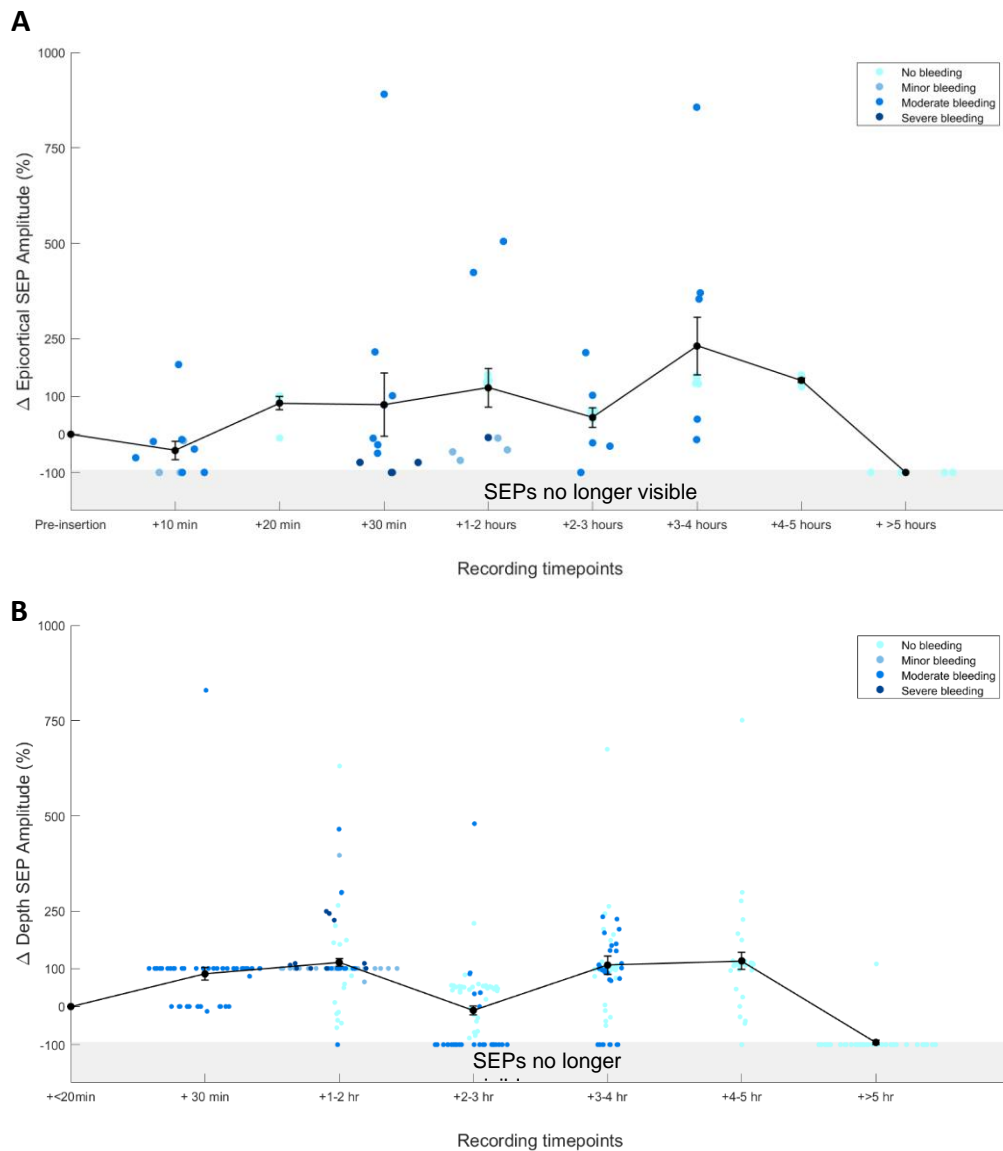 A
1000
750
500
250
100
0
-100
Δ Epicortical SEP Amplitude (%)
No bleeding
Minor bleeding
Moderate bleeding
Severe bleeding
SEPs no longer visible
Pre-insertion +10 min +20 min +30 min +1-2 hours +2-3 hours +3-4 hours +4-5 hours + >5 hours
Recording timepoints
B
1000
750
500
250
100
0
-100
Δ Depth SEP Amplitude (%)
No bleeding
Minor bleeding
Moderate bleeding
Severe bleeding
SEPs no longer
+<20min + 30 min +1-2 hr +2-3 hr +3-4 hr +4-5 hr +>5 hr
Recording timepoints